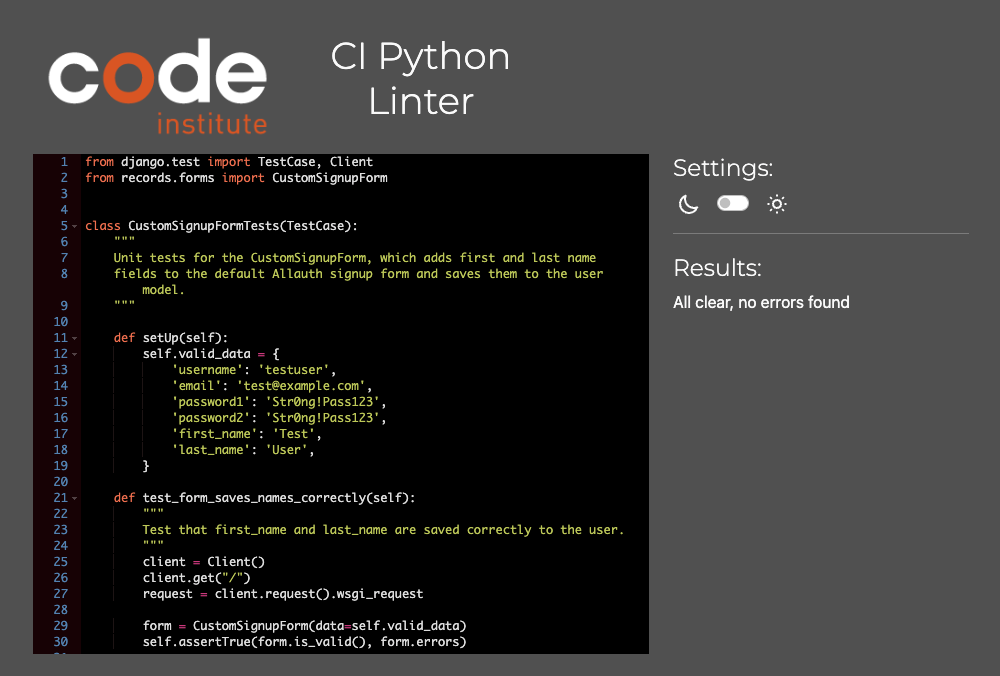 code
institute
CI Python
Linter
1 from django.test import TestCase, Client
2 from records.forms import CustomSignupForm
3
4
5 class CustomSignupFormTests(TestCase):
6 """
7 Unit tests for the CustomSignupForm, which adds first and last name
8 fields to the default Allauth signup form and saves them to the user
model.
9 """
10
11 def setUp(self):
12 self.valid_data = {
13 'username': 'testuser',
14 'email': 'test@example.com',
15 'password1': 'Str0ng!Pass123',
16 'password2': 'Str0ng!Pass123',
17 'first_name': 'Test',
18 'last_name': 'User',
19 }
20
21 def test_form_saves_names_correctly(self):
22 """
23 Test that first_name and last_name are saved correctly to the user.
24 """
25 client = Client()
26 client.get("/")
27 request = client.request().wsgi_request
28
29 form = CustomSignupForm(data=self.valid_data)
30 self.assertTrue(form.is_valid(), form.errors)
Settings:
Results:
All clear, no errors found